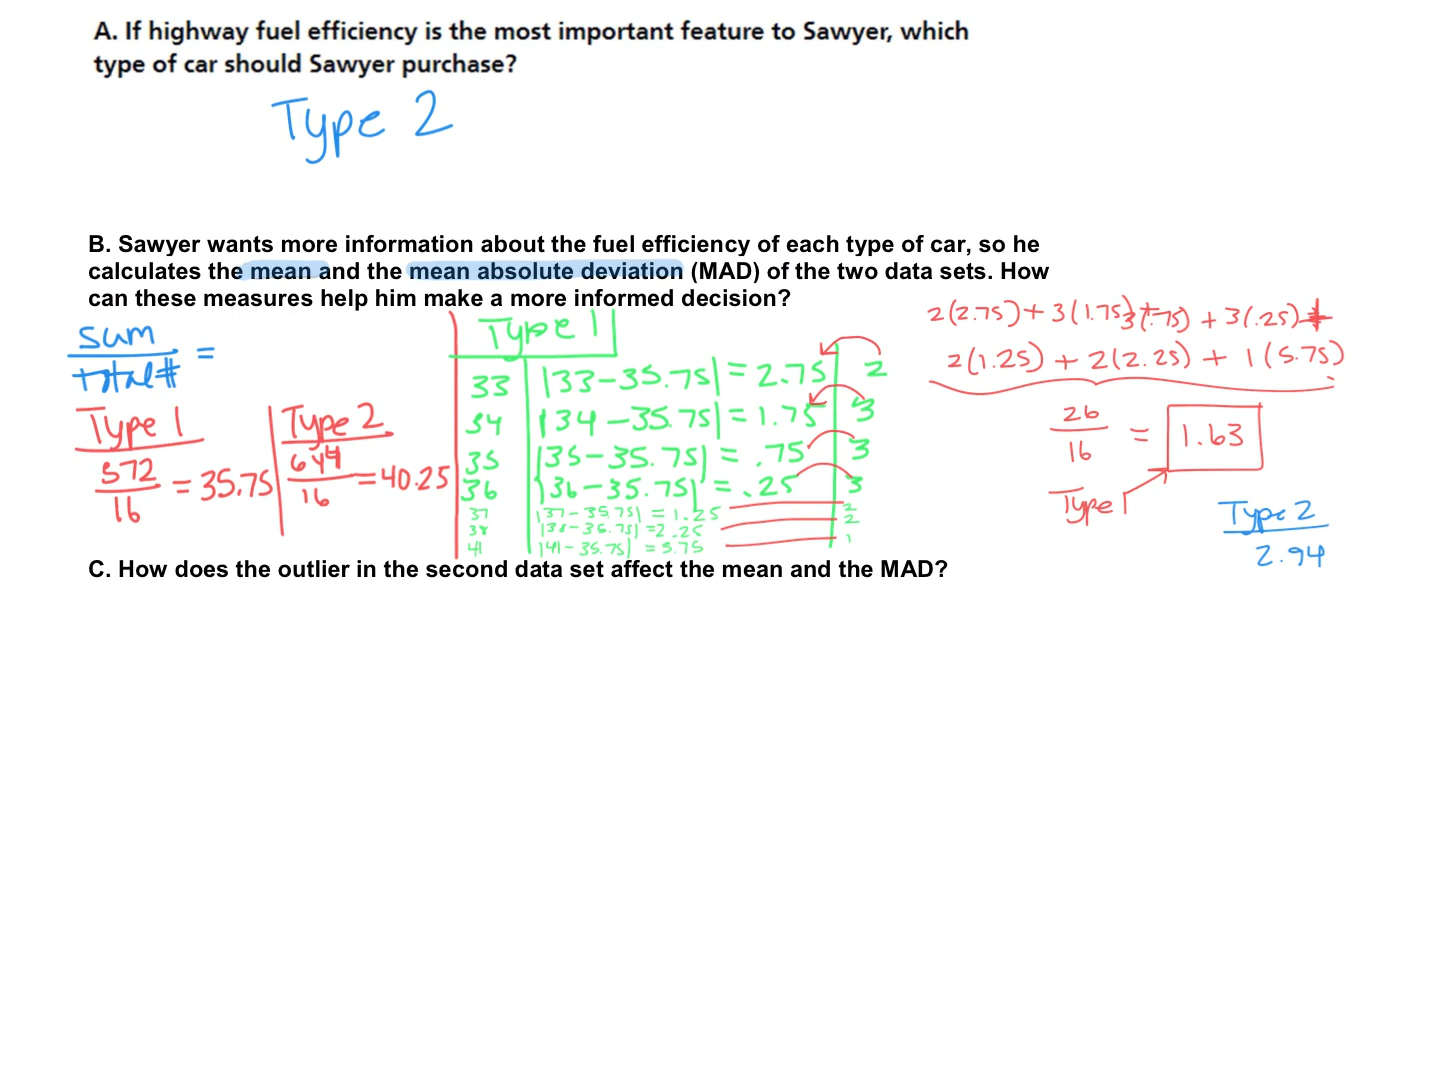 A. If highway fuel efficiency is the most important feature to Sawyer, which
type of car should Sawyer purchase?
Type 2
B. Sawyer wants more information about the fuel efficiency of each type of car, so he
calculates the mean and the mean absolute deviation (MAD) of the two data sets. How
can these measures help him make a more informed decision?
sum
total # =
Type 1
572
16
= 35.75
Type 2
644
16
= 40.25
Type 1
33 |33-35.75| = 2.75 2
34 |34-35.75| = 1.75 3
35 |35-35.75| = .75 3
36 |36-35.75| = .25 3
37 |37-35.75| = 1.25 2
38 |38-35.75| = 2.25 2
41 |41-35.75| = 5.75 1
2(2.75) + 3(1.75) + 3(.75) + 3(.25) +
2(1.25) + 2(2.25) + 1(5.75)
26
16
= 1.63
Type 1
Type 2
2.94
C. How does the outlier in the second data set affect the mean and the MAD?